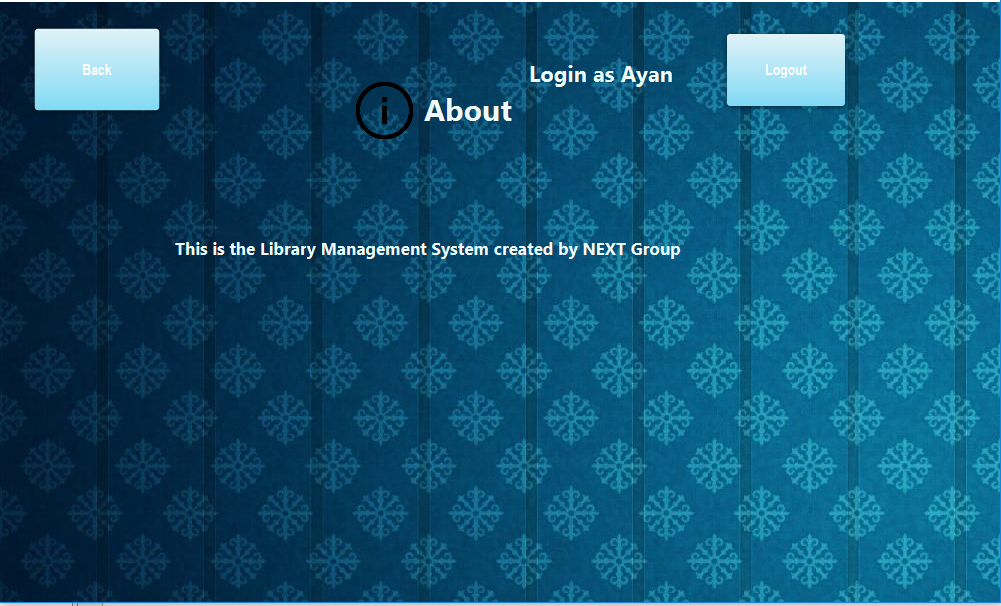 Back
Login as Ayan
Logout
About
This is the Library Management System created by NEXT Group